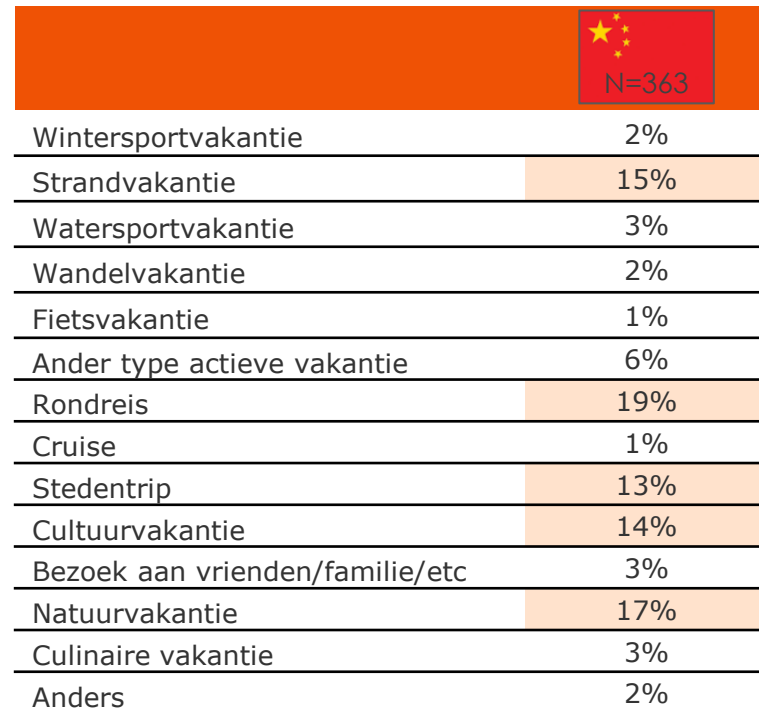 N=363
Wintersportvakantie 2%
Strandvakantie 15%
Watersportvakantie 3%
Wandelvakantie 2%
Fietsvakantie 1%
Ander type actieve vakantie 6%
Rondreis 19%
Cruise 1%
Stedentrip 13%
Cultuurvakantie 14%
Bezoek aan vrienden/familie/etc 3%
Natuurvakantie 17%
Culinaire vakantie 3%
Anders 2%